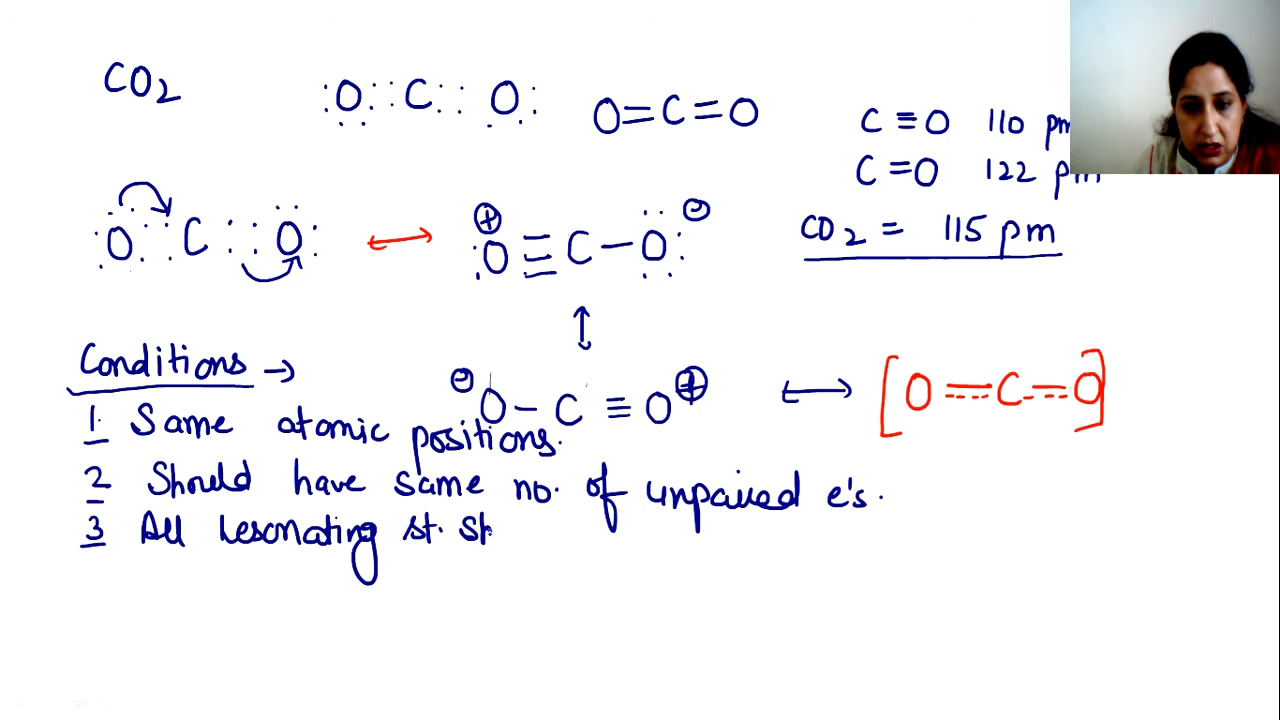 CO2
:O::C::O:
O=C=O
C≡O 110 pm
C=O 122 pm
CO2 = 115 pm
:O::C::O: ↔ :O≡C–O: ⊕ ⊖
↕
⊖ O–C≡O ⊕ ↔ [O=C=O]
Conditions →
1. Same atomic positions.
2 Should have same no. of unpaired e's.
3 All resonating st. Sh